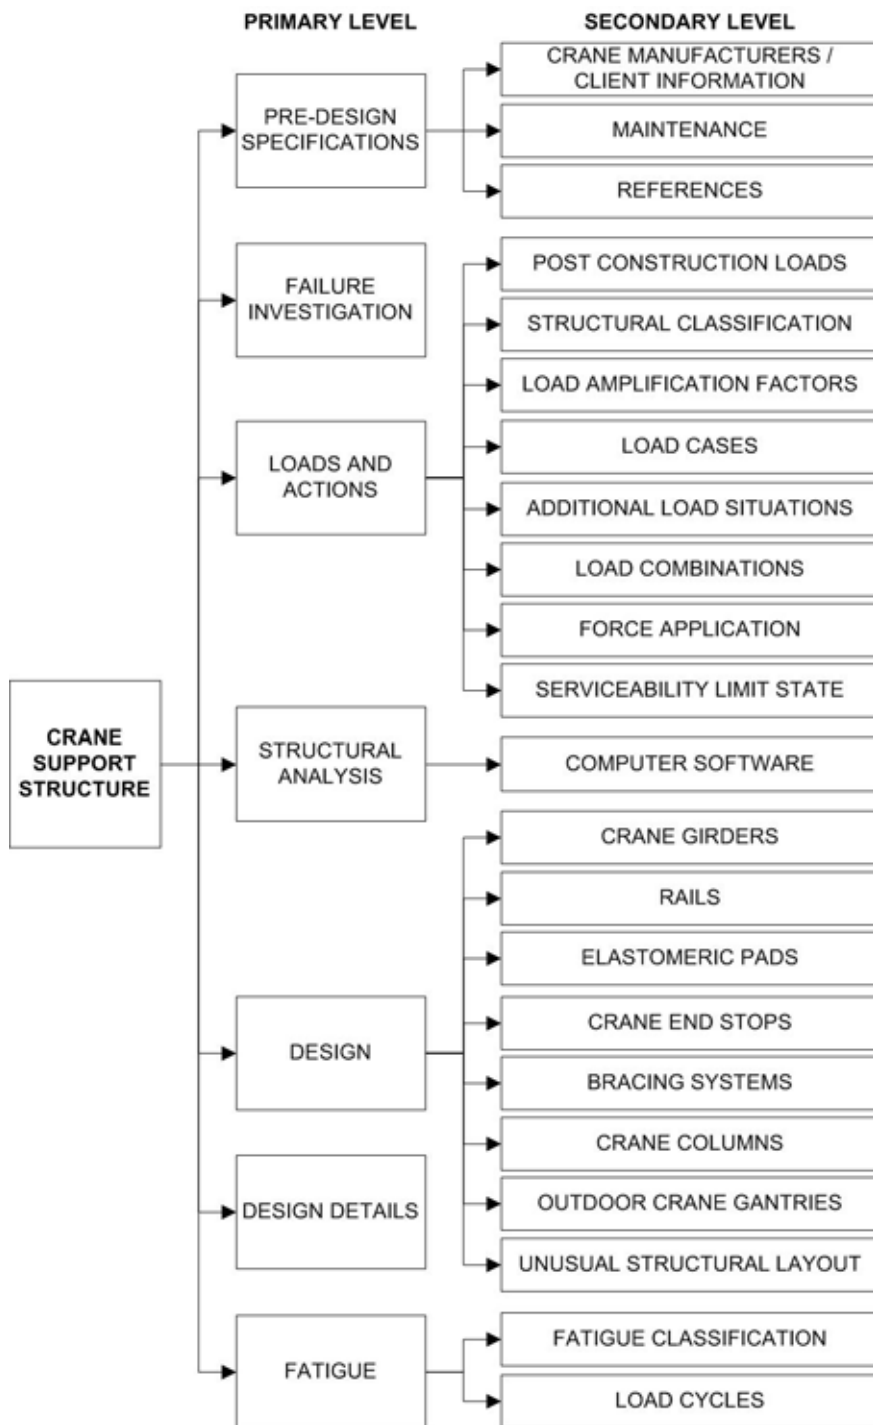 PRIMARY LEVEL
SECONDARY LEVEL
CRANE
SUPPORT
STRUCTURE
PRE-DESIGN
SPECIFICATIONS
CRANE MANUFACTURERS /
CLIENT INFORMATION
MAINTENANCE
REFERENCES
FAILURE
INVESTIGATION
LOADS AND
ACTIONS
POST CONSTRUCTION LOADS
STRUCTURAL CLASSIFICATION
LOAD AMPLIFICATION FACTORS
LOAD CASES
ADDITIONAL LOAD SITUATIONS
LOAD COMBINATIONS
FORCE APPLICATION
SERVICEABILITY LIMIT STATE
STRUCTURAL
ANALYSIS
COMPUTER SOFTWARE
DESIGN
CRANE GIRDERS
RAILS
ELASTOMERIC PADS
CRANE END STOPS
BRACING SYSTEMS
CRANE COLUMNS
OUTDOOR CRANE GANTRIES
UNUSUAL STRUCTURAL LAYOUT
DESIGN DETAILS
FATIGUE
FATIGUE CLASSIFICATION
LOAD CYCLES